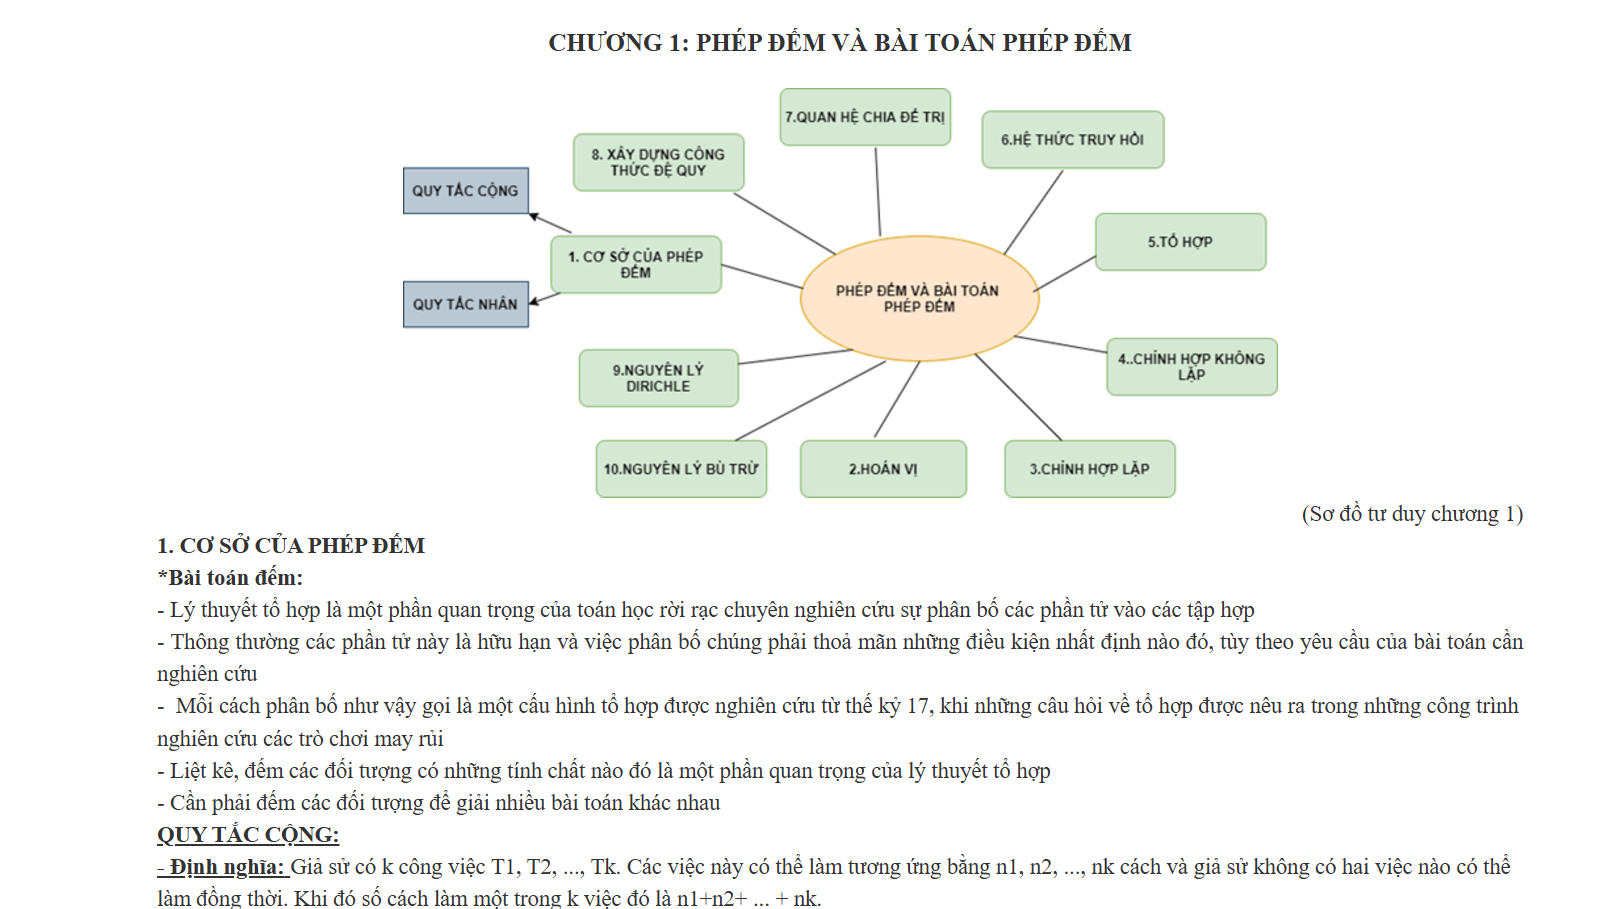 CHƯƠNG 1: PHÉP ĐẾM VÀ BÀI TOÁN PHÉP ĐẾM
7.QUAN HỆ CHIA ĐỂ TRỊ
6.HỆ THỨC TRUY HỒI
8. XÂY DỰNG CÔNG
THỨC ĐỆ QUY
QUY TẮC CỘNG
5.TỔ HỢP
1. CƠ SỞ CỦA PHÉP
ĐẾM
PHÉP ĐẾM VÀ BÀI TOÁN
PHÉP ĐẾM
QUY TẮC NHÂN
4..CHỈNH HỢP KHÔNG
LẶP
9.NGUYÊN LÝ
DIRICHLE
10.NGUYÊN LÝ BÙ TRỪ
2.HOÁN VỊ
3.CHỈNH HỢP LẶP
(Sơ đồ tư duy chương 1)
1. CƠ SỞ CỦA PHÉP ĐẾM
*Bài toán đếm:
- Lý thuyết tổ hợp là một phần quan trọng của toán học rời rạc chuyên nghiên cứu sự phân bố các phần tử vào các tập hợp
- Thông thường các phần tử này là hữu hạn và việc phân bố chúng phải thoả mãn những điều kiện nhất định nào đó, tùy theo yêu cầu của bài toán cần
nghiên cứu
- Mỗi cách phân bố như vậy gọi là một cấu hình tổ hợp được nghiên cứu từ thế kỷ 17, khi những câu hỏi về tổ hợp được nêu ra trong những công trình
nghiên cứu các trò chơi may rủi
- Liệt kê, đếm các đối tượng có những tính chất nào đó là một phần quan trọng của lý thuyết tổ hợp
- Cần phải đếm các đối tượng để giải nhiều bài toán khác nhau
QUY TẮC CỘNG:
- Định nghĩa: Giả sử có k công việc T1, T2, ..., Tk. Các việc này có thể làm tương ứng bằng n1, n2, ..., nk cách và giả sử không có hai việc nào có thể
làm đồng thời. Khi đó số cách làm một trong k việc đó là n1+n2+ ... + nk.